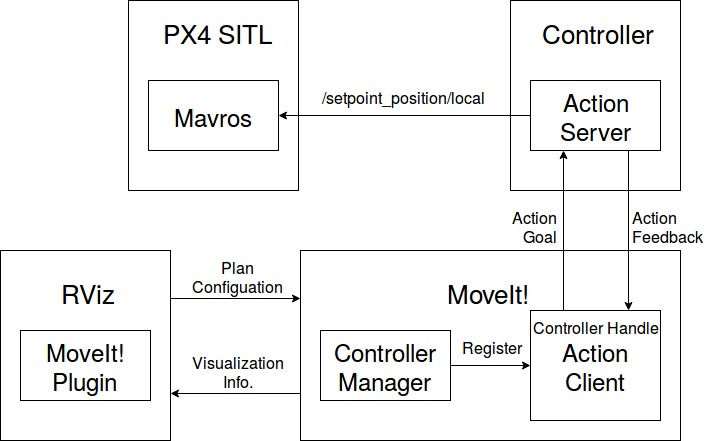 PX4 SITL
Controller
Mavros
/setpoint_position/local
Action
Server
Action
Goal
Action
Feedback
RViz
Plan
Configuation
MoveIt!
MoveIt!
Plugin
Visualization
Info.
Controller
Manager
Register
Controller Handle
Action
Client